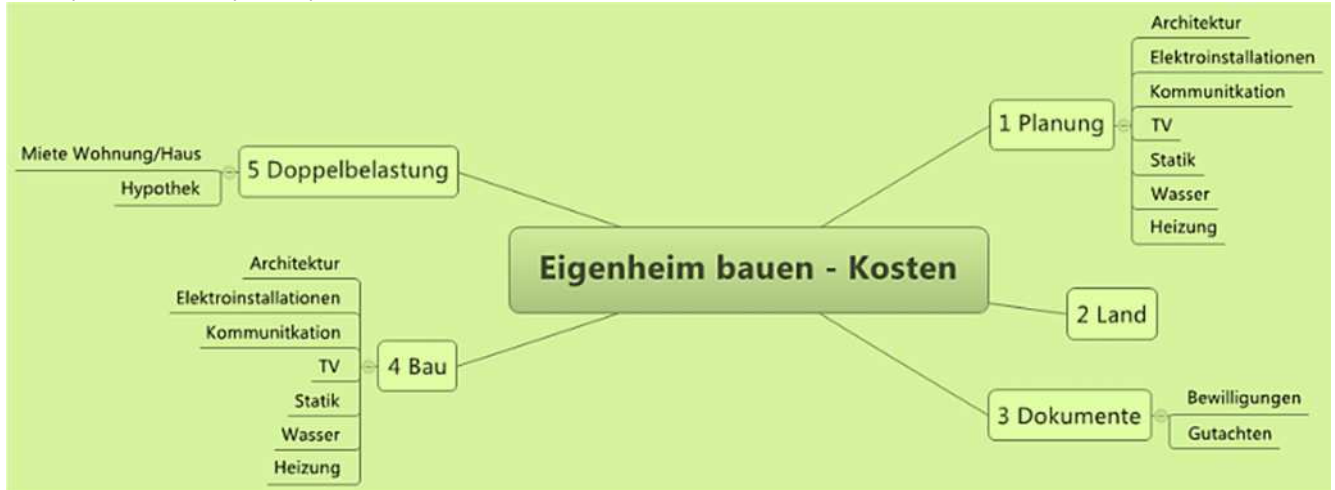 Eigenheim bauen - Kosten
1 Planung
Architektur
Elektroinstallationen
Kommunitkation
TV
Statik
Wasser
Heizung
2 Land
3 Dokumente
Bewilligungen
Gutachten
4 Bau
Architektur
Elektroinstallationen
Kommunitkation
TV
Statik
Wasser
Heizung
5 Doppelbelastung
Miete Wohnung/Haus
Hypothek